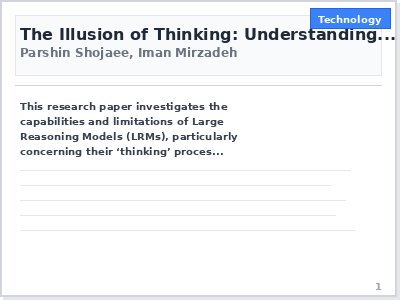 Technology
The Illusion of Thinking: Understanding...
Parshin Shojaee, Iman Mirzadeh
This research paper investigates the
capabilities and limitations of Large
Reasoning Models (LRMs), particularly
concerning their ‘thinking’ proces...
1